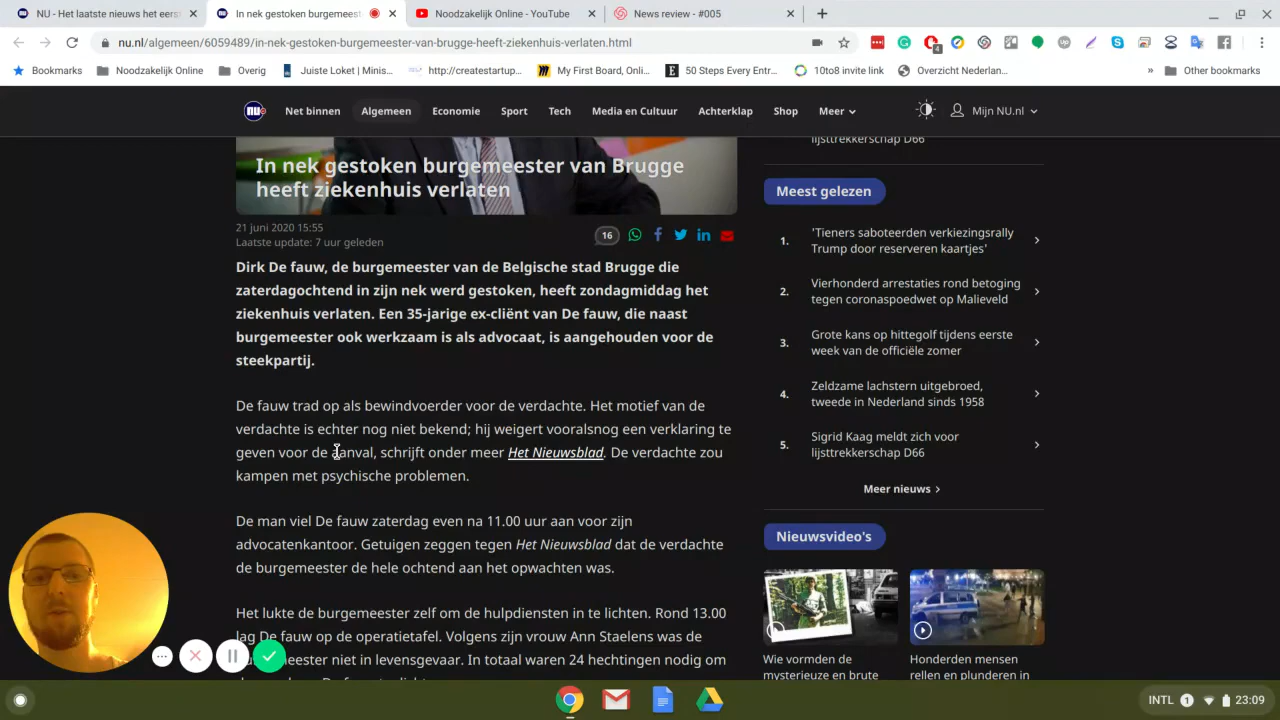 NU - Het laatste nieuws het eerst
In nek gestoken burgemeest
Noodzakelijk Online - YouTube
News review - #005
nu.nl/algemeen/6059489/in-nek-gestoken-burgemeester-van-brugge-heeft-ziekenhuis-verlaten.html
Bookmarks
Noodzakelijk Online
Overig
Juiste Loket | Minis...
http://createstartup...
My First Board, Onli...
50 Steps Every Entr...
10to8 invite link
Overzicht Nederlan...
»
Other bookmarks
NU
Net binnen
Algemeen
Economie
Sport
Tech
Media en Cultuur
Achterklap
Shop
Meer
Mijn NU.nl
In nek gestoken burgemeester van Brugge
heeft ziekenhuis verlaten
21 juni 2020 15:55
Laatste update: 7 uur geleden
16
Dirk De fauw, de burgemeester van de Belgische stad Brugge die
zaterdagochtend in zijn nek werd gestoken, heeft zondagmiddag het
ziekenhuis verlaten. Een 35-jarige ex-cliënt van De fauw, die naast
burgemeester ook werkzaam is als advocaat, is aangehouden voor de
steekpartij.
De fauw trad op als bewindvoerder voor de verdachte. Het motief van de
verdachte is echter nog niet bekend; hij weigert vooralsnog een verklaring te
geven voor de aanval, schrijft onder meer Het Nieuwsblad. De verdachte zou
kampen met psychische problemen.
De man viel De fauw zaterdag even na 11.00 uur aan voor zijn
advocatenkantoor. Getuigen zeggen tegen Het Nieuwsblad dat de verdachte
de burgemeester de hele ochtend aan het opwachten was.
Het lukte de burgemeester zelf om de hulpdiensten in te lichten. Rond 13.00
lag De fauw op de operatietafel. Volgens zijn vrouw Ann Staelens was de
meester niet in levensgevaar. In totaal waren 24 hechtingen nodig om
lijsttrekkerschap D66
Meest gelezen
1. 'Tieners saboteerden verkiezingsrally
Trump door reserveren kaartjes'
2. Vierhonderd arrestaties rond betoging
tegen coronaspoedwet op Malieveld
3. Grote kans op hittegolf tijdens eerste
week van de officiële zomer
4. Zeldzame lachstern uitgebroed,
tweede in Nederland sinds 1958
5. Sigrid Kaag meldt zich voor
lijsttrekkerschap D66
Meer nieuws
Nieuwsvideo's
Wie vormden de
mysterieuze en brute
Honderden mensen
rellen en plunderen in
INTL
1
23:09